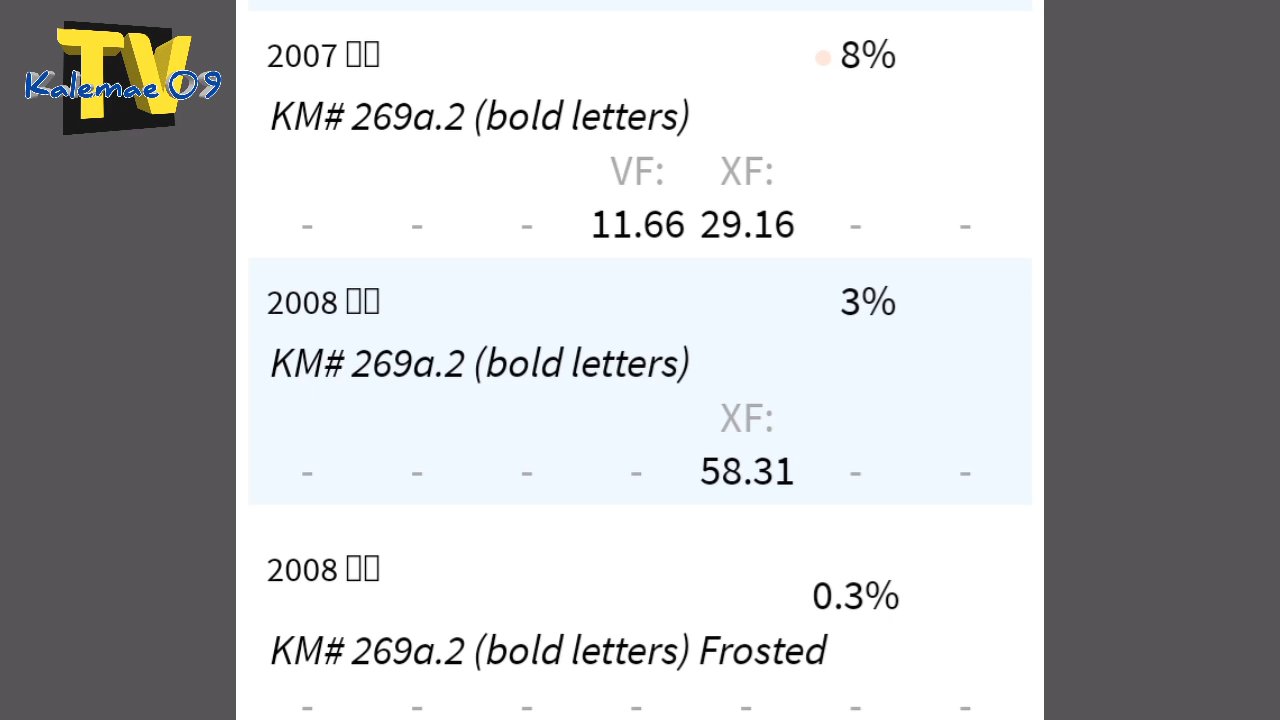 TV
Kalemae 09
2007 8%
KM# 269a.2 (bold letters)
VF: XF:
- - - 11.66 29.16 - -
2008 3%
KM# 269a.2 (bold letters)
XF:
- - - - 58.31 - -
2008
0.3%
KM# 269a.2 (bold letters) Frosted
- - - - - - -